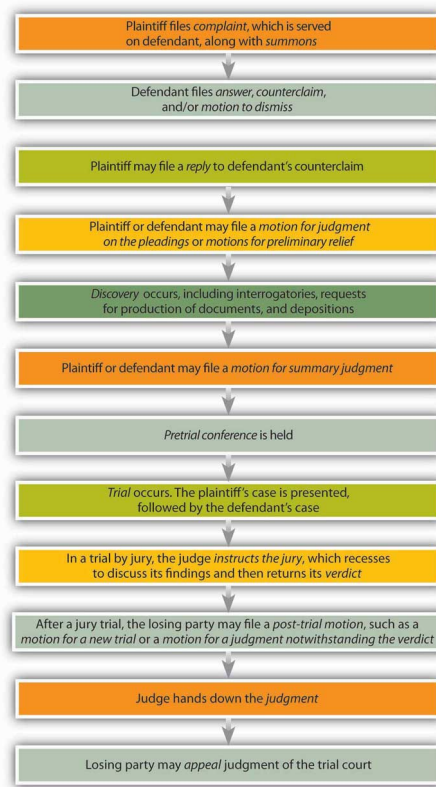 Plaintiff files complaint, which is served
on defendant, along with summons
Defendant files answer, counterclaim,
and/or motion to dismiss
Plaintiff may file a reply to defendant's counterclaim
Plaintiff or defendant may file a motion for judgment
on the pleadings or motions for preliminary relief
Discovery occurs, including interrogatories, requests
for production of documents, and depositions
Plaintiff or defendant may file a motion for summary judgment
Pretrial conference is held
Trial occurs. The plaintiff's case is presented,
followed by the defendant's case
In a trial by jury, the judge instructs the jury, which recesses
to discuss its findings and then returns its verdict
After a jury trial, the losing party may file a post-trial motion, such as a
motion for a new trial or a motion for a judgment notwithstanding the verdict
Judge hands down the judgment
Losing party may appeal judgment of the trial court